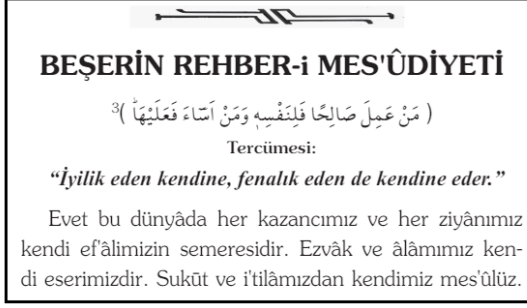 BEŞERİN REHBER-i MES'ÛDİYETİ
( مَنْ عَمِلَ صَالِحًا فَلِنَفْسِه۪ وَمَنْ اَسَٓاءَ فَعَلَيْهَاۘ )3
Tercümesi:
“İyilik eden kendine, fenalık eden de kendine eder.”
Evet bu dünyâda her kazancımız ve her ziyânımız
kendi ef'âlimizin semeresidir. Ezvâk ve âlâmımız ken-
di eserimizdir. Sukūt ve i'tilâmızdan kendimiz mes'ûlüz.